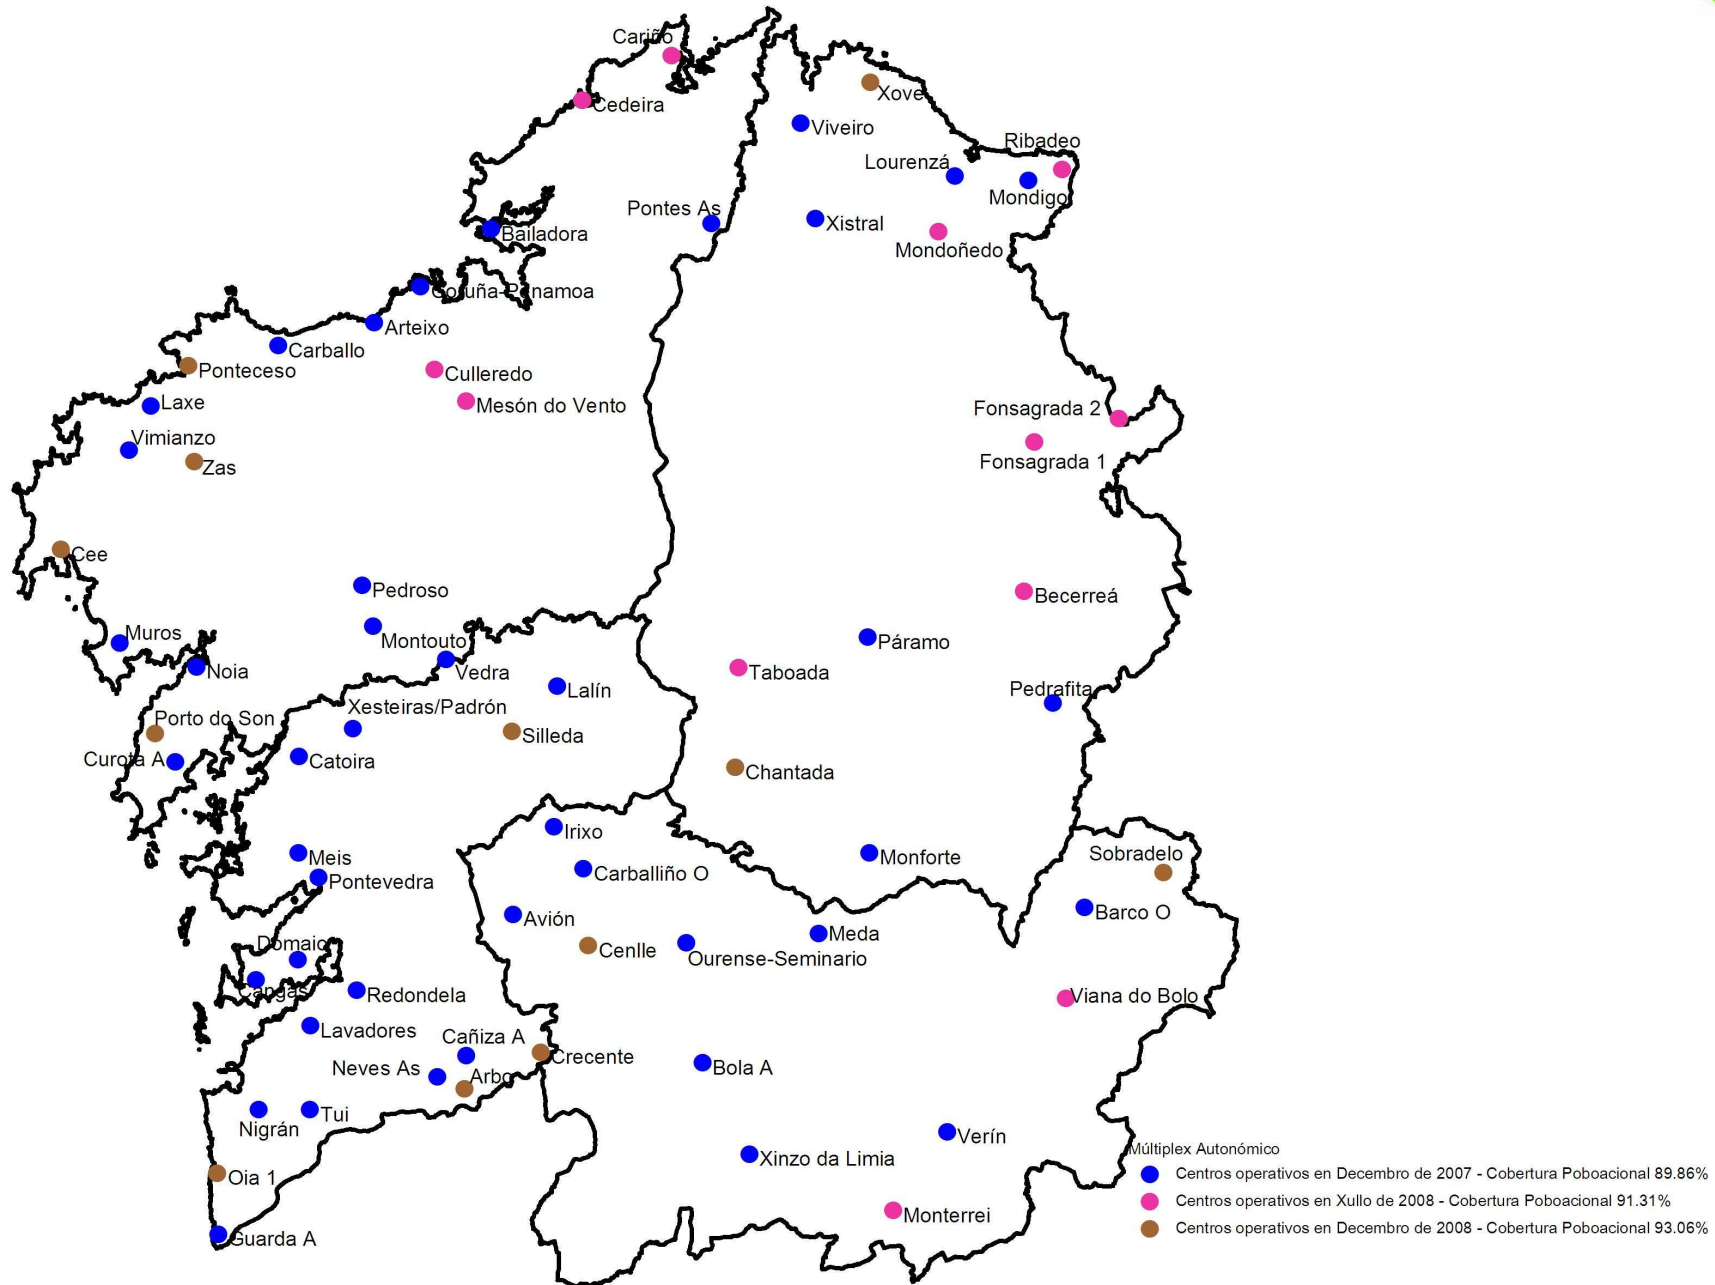 Cariño
Cedeira
Xove
Viveiro
Ribadeo
Lourenzá
Mondigo
Pontes As
Xistral
Bailadora
Mondoñedo
Coruña-Penamoa
Arteixo
Carballo
Ponteceso
Culleredo
Laxe
Mesón do Vento
Fonsagrada 2
Vimianzo
Zas
Fonsagrada 1
Cee
Pedroso
Becerreá
Muros
Montouto
Páramo
Noia
Vedra
Taboada
Lalín
Pedrafita
Xesteiras/Padrón
Porto do Son
Silleda
Curota A
Catoira
Chantada
Irixo
Meis
Monforte
Sobradelo
Carballiño O
Pontevedra
Barco O
Avión
Meda
Domaio
Cenlle
Ourense-Seminario
Cangas
Redondela
Viana do Bolo
Lavadores
Cañiza A
Crecente
Neves As
Arbo
Bola A
Nigrán
Tui
Verín
Xinzo da Limia
Oia 1
Monterrei
Guarda A
Múltiplex Autonómico
Centros operativos en Decembro de 2007 - Cobertura Poboacional 89.86%
Centros operativos en Xullo de 2008 - Cobertura Poboacional 91.31%
Centros operativos en Decembro de 2008 - Cobertura Poboacional 93.06%